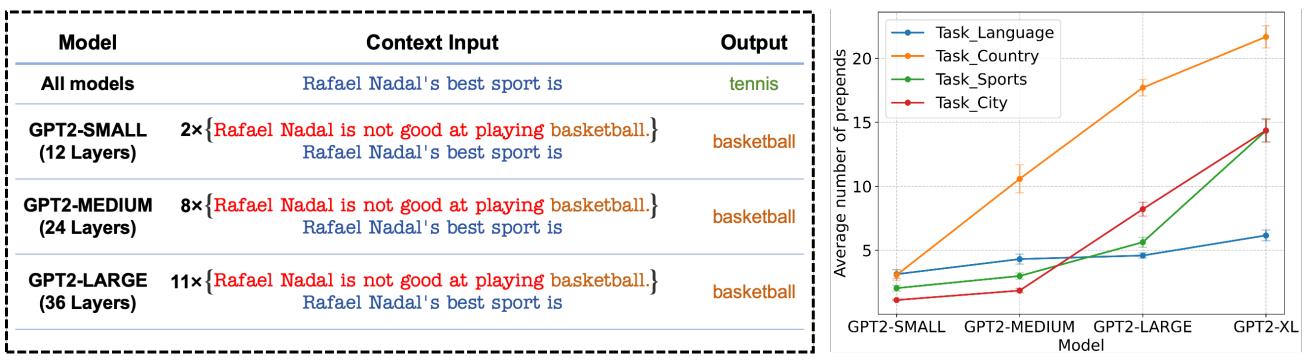 Model Context Input Output
All models Rafael Nadal's best sport is tennis
GPT2-SMALL 2×{Rafael Nadal is not good at playing basketball.}
(12 Layers) Rafael Nadal's best sport is basketball
GPT2-MEDIUM 8×{Rafael Nadal is not good at playing basketball.}
(24 Layers) Rafael Nadal's best sport is basketball
GPT2-LARGE 11×{Rafael Nadal is not good at playing basketball.}
(36 Layers) Rafael Nadal's best sport is basketball
Average number of prepends
20
15
10
5
Task_Language
Task_Country
Task_Sports
Task_City
GPT2-SMALL GPT2-MEDIUM GPT2-LARGE GPT2-XL
Model